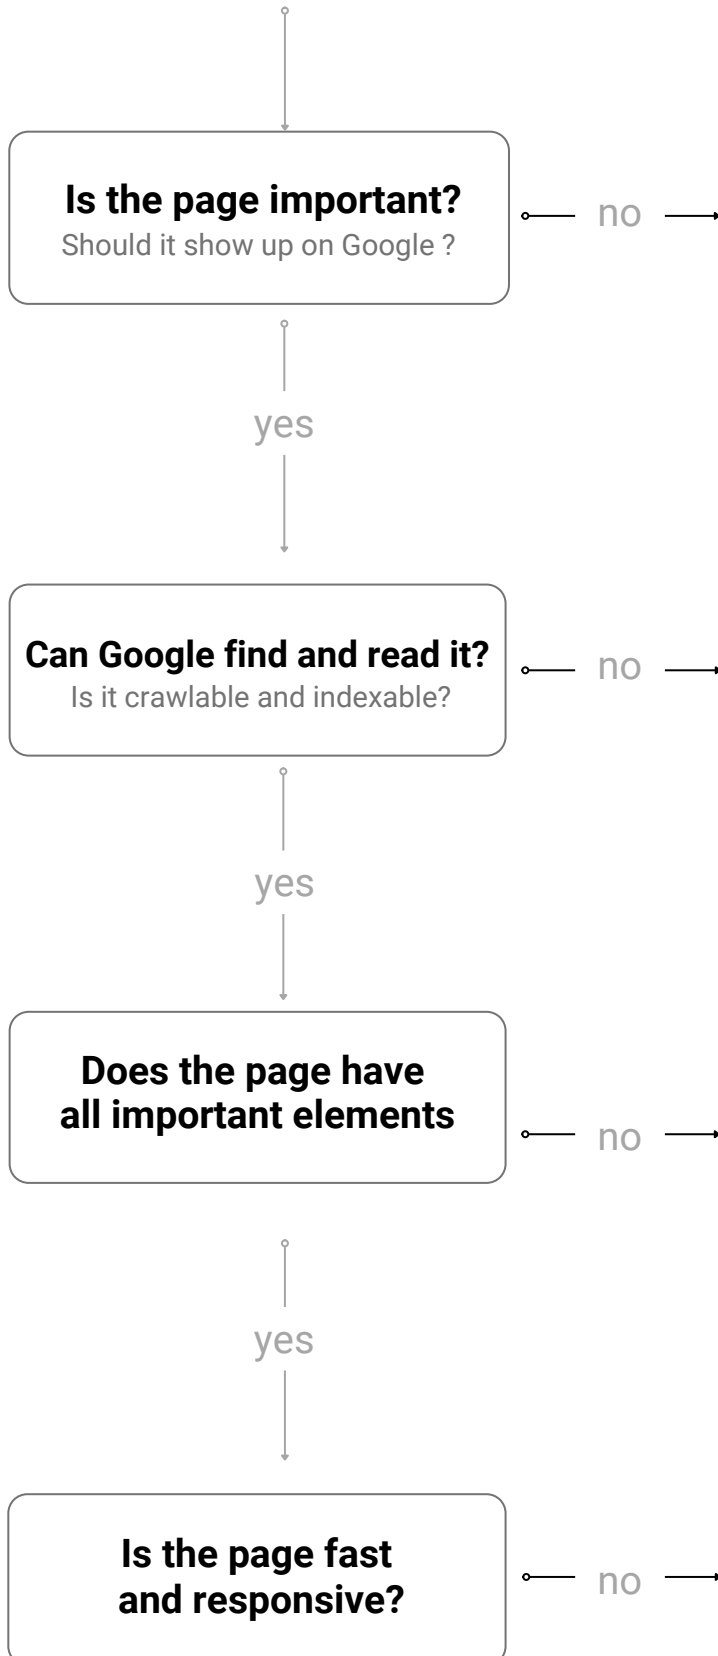 Is the page important?
Should it show up on Google ?
no
yes
Can Google find and read it?
Is it crawlable and indexable?
no
yes
Does the page have
all important elements
no
yes
Is the page fast
and responsive?
no